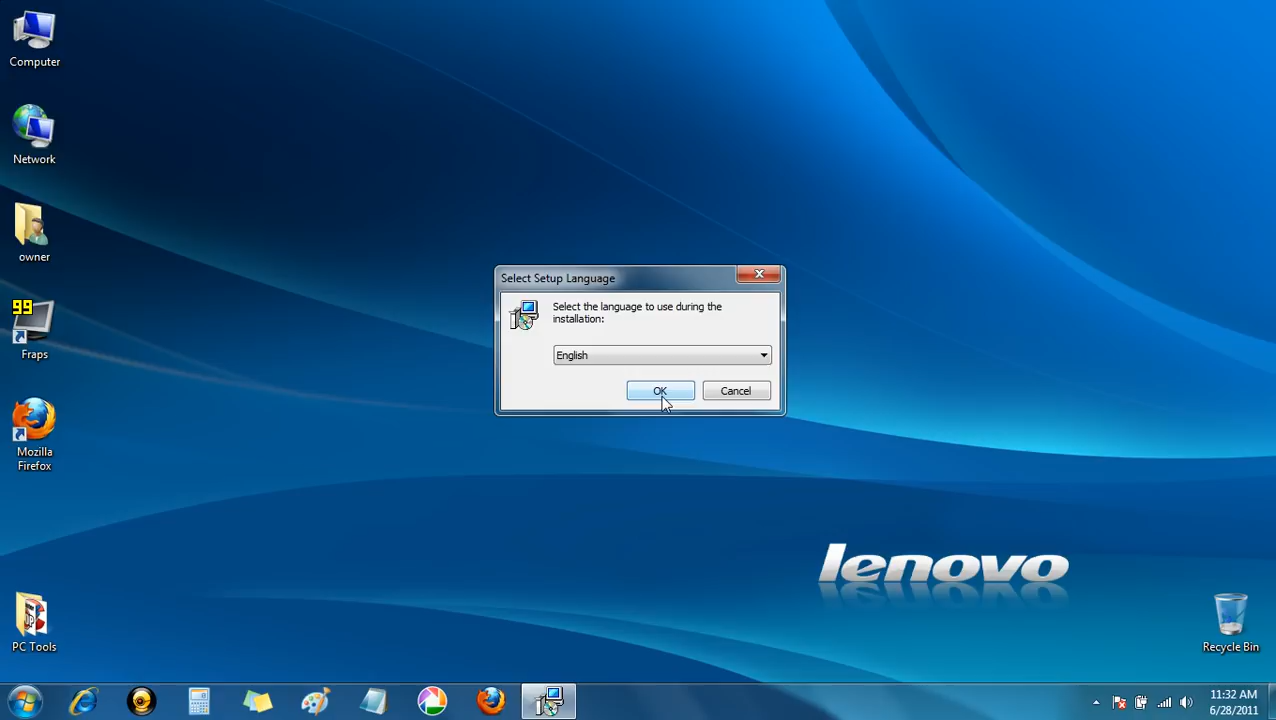 Computer
Network
owner
99
Fraps
Mozilla
Firefox
PC Tools
Select Setup Language
Select the language to use during the
installation:
English
OK
Cancel
lenovo
Recycle Bin
11:32 AM
6/28/2011